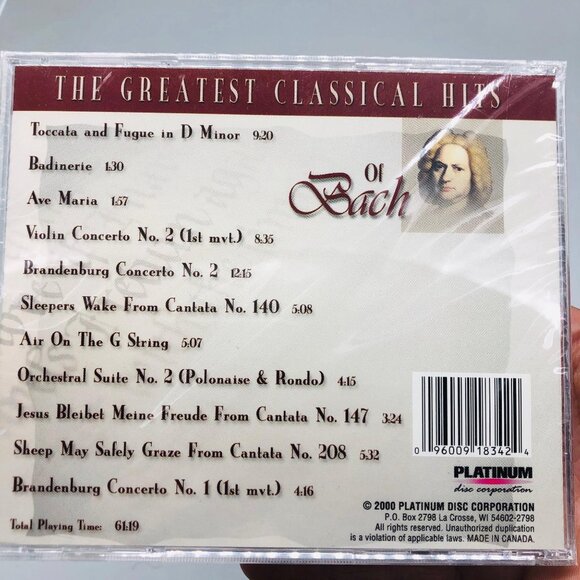 THE GREATEST CLASSICAL HITS
Of
Bach
Toccata and Fugue in D Minor 9:20
Badinerie 1:30
Ave Maria 1:57
Violin Concerto No. 2 (1st mvt.) 8:35
Brandenburg Concerto No. 2 12:15
Sleepers Wake From Cantata No. 140 5:08
Air On The G String 5:07
Orchestral Suite No. 2 (Polonaise & Rondo) 4:15
Jesus Bleibet Meine Freude From Cantata No. 147 3:24
Sheep May Safely Graze From Cantata No. 208 5:32
Brandenburg Concerto No. 1 (1st mvt.) 4:16
Total Playing Time: 61:19
0 96009 18342 4
PLATINUM
disc corporation
© 2000 PLATINUM DISC CORPORATION
P.O. Box 2798 La Crosse, WI 54602-2798
All rights reserved. Unauthorized duplication
is a violation of applicable laws. MADE IN CANADA.